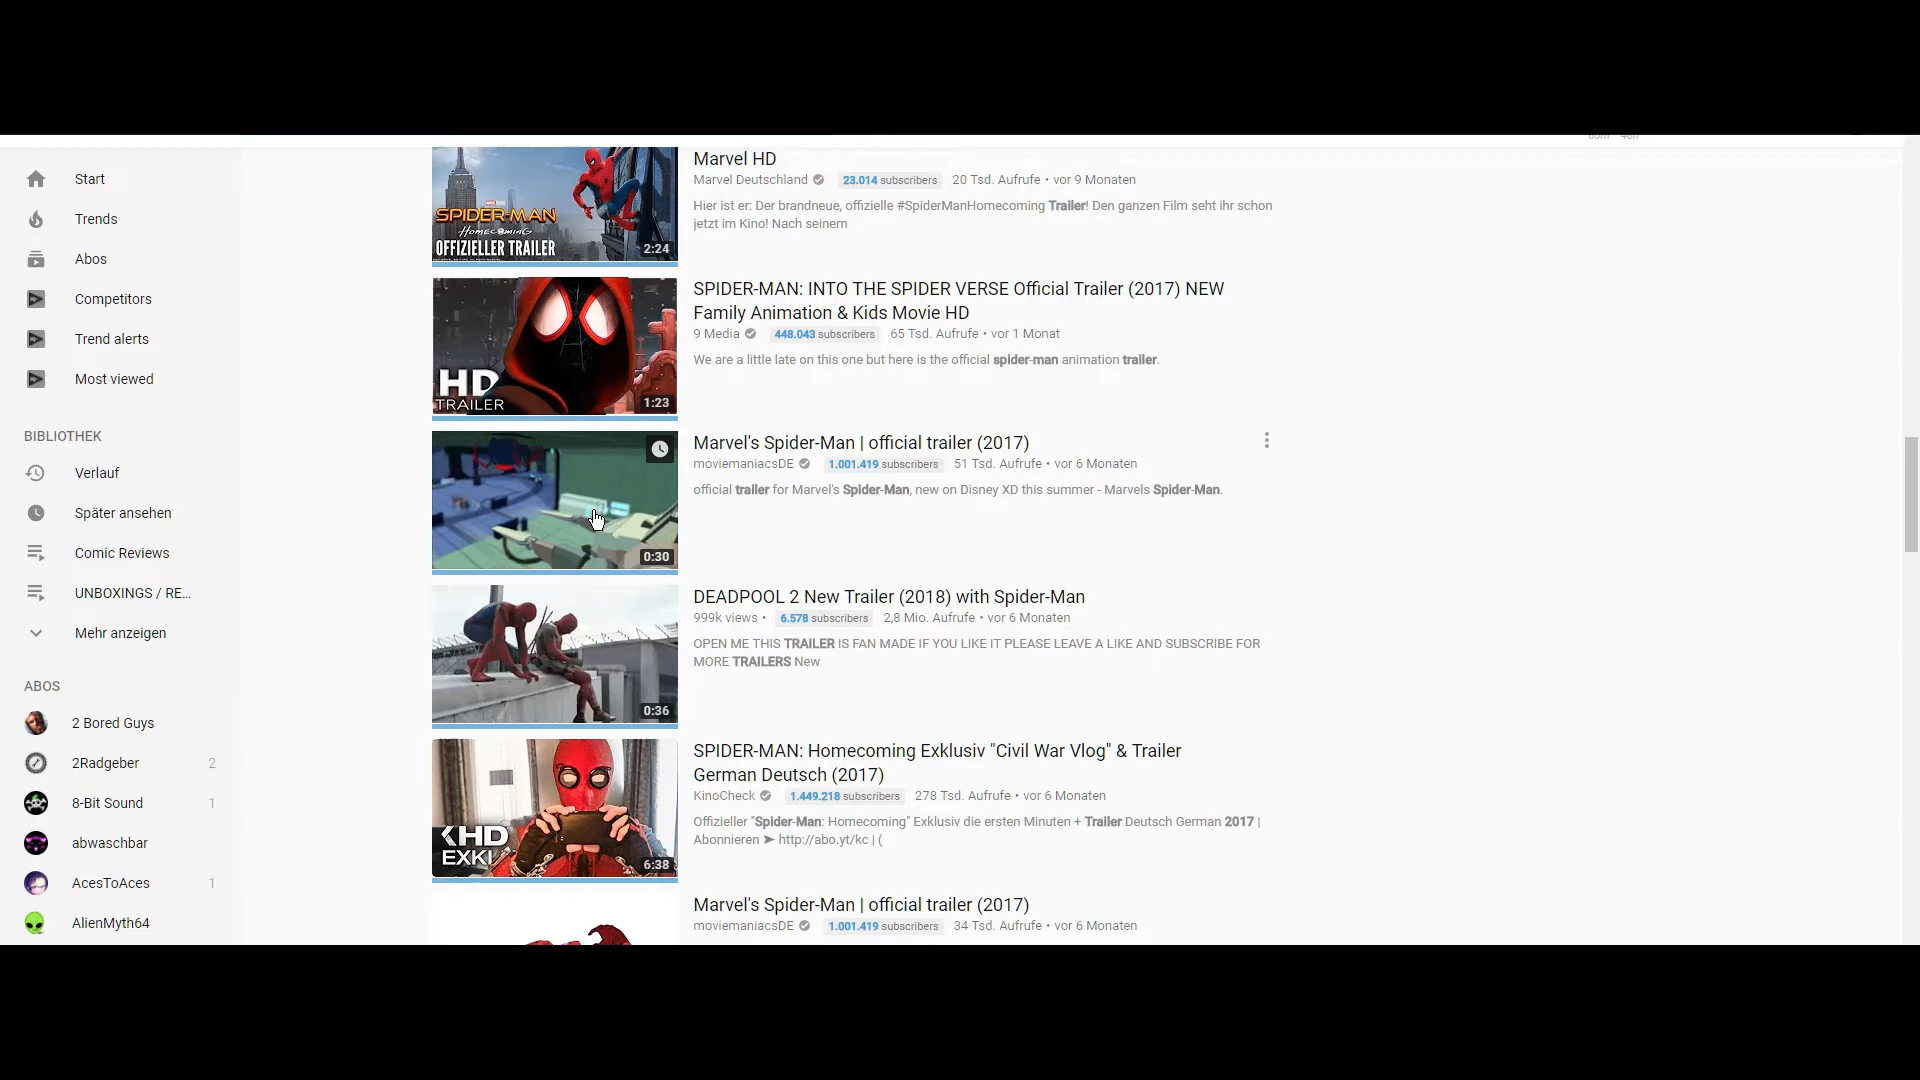 Start
Trends
Abos
Competitors
Trend alerts
Most viewed
BIBLIOTHEK
Verlauf
Später ansehen
Comic Reviews
UNBOXINGS / RE...
Mehr anzeigen
ABOS
2 Bored Guys
2Radgeber 2
8-Bit Sound 1
abwaschbar
AcesToAces 1
AlienMyth64
SPIDER-MAN
HOMECOMING
OFFIZIELLER TRAILER
2:24
Marvel HD
Marvel Deutschland 23.014 subscribers 20 Tsd. Aufrufe • vor 9 Monaten
Hier ist er: Der brandneue, offizielle #SpiderManHomecoming Trailer! Den ganzen Film seht ihr schon
jetzt im Kino! Nach seinem
HD
TRAILER
1:23
SPIDER-MAN: INTO THE SPIDER VERSE Official Trailer (2017) NEW
Family Animation & Kids Movie HD
9 Media 448.043 subscribers 65 Tsd. Aufrufe • vor 1 Monat
We are a little late on this one but here is the official spider-man animation trailer.
0:30
Marvel's Spider-Man | official trailer (2017)
moviemaniacsDE 1.001.419 subscribers 51 Tsd. Aufrufe • vor 6 Monaten
official trailer for Marvel's Spider-Man, new on Disney XD this summer - Marvels Spider-Man.
0:36
DEADPOOL 2 New Trailer (2018) with Spider-Man
999k views • 6.578 subscribers 2,8 Mio. Aufrufe • vor 6 Monaten
OPEN ME THIS TRAILER IS FAN MADE IF YOU LIKE IT PLEASE LEAVE A LIKE AND SUBSCRIBE FOR
MORE TRAILERS New
HD
EXKl
6:38
SPIDER-MAN: Homecoming Exklusiv "Civil War Vlog" & Trailer
German Deutsch (2017)
KinoCheck 1.449.218 subscribers 278 Tsd. Aufrufe • vor 6 Monaten
Offizieller "Spider-Man: Homecoming" Exklusiv die ersten Minuten + Trailer Deutsch German 2017 |
Abonnieren ➤ http://abo.yt/kc | (
Marvel's Spider-Man | official trailer (2017)
moviemaniacsDE 1.001.419 subscribers 34 Tsd. Aufrufe • vor 6 Monaten